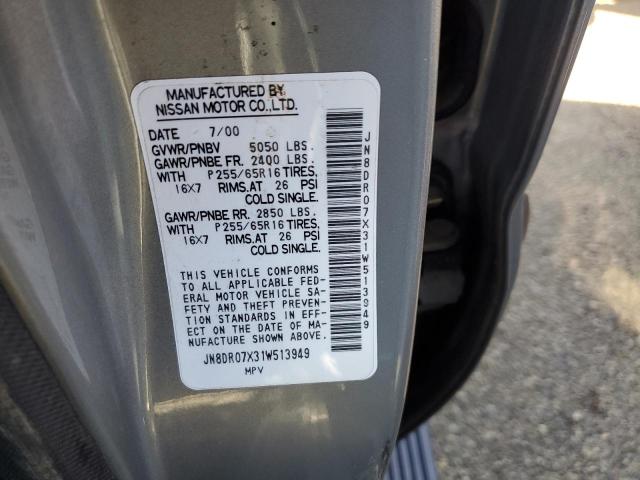 MANUFACTURED BY
NISSAN MOTOR CO.,LTD.
DATE 7/00
GVWR/PNBV 5050 LBS.
GAWR/PNBE FR. 2400 LBS.
WITH P255/65R16 TIRES,
16X7 RIMS.AT 26 PSI
COLD SINGLE.
GAWR/PNBE RR. 2850 LBS.
WITH P255/65R16 TIRES,
16X7 RIMS.AT 26 PSI
COLD SINGLE.
THIS VEHICLE CONFORMS
TO ALL APPLICABLE FED-
ERAL MOTOR VEHICLE SA-
FETY AND THEFT PREVEN-
TION STANDARDS IN EFF-
ECT ON THE DATE OF MA-
NUFACTURE SHOWN ABOVE.
JN8DR07X31W513949
MPV
JN8DR07X31W513949